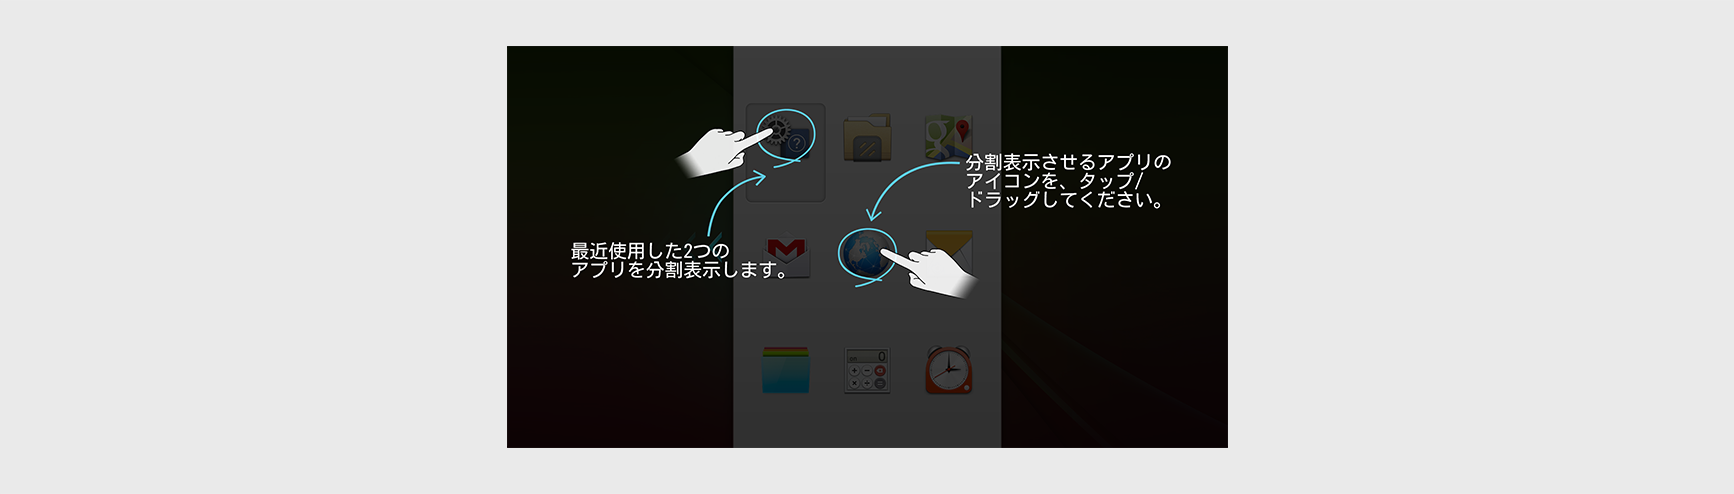 最近使用した2つの
アプリを分割表示します。
分割表示させるアプリの
アイコンを、タップ/
ドラッグしてください。
?
g
0